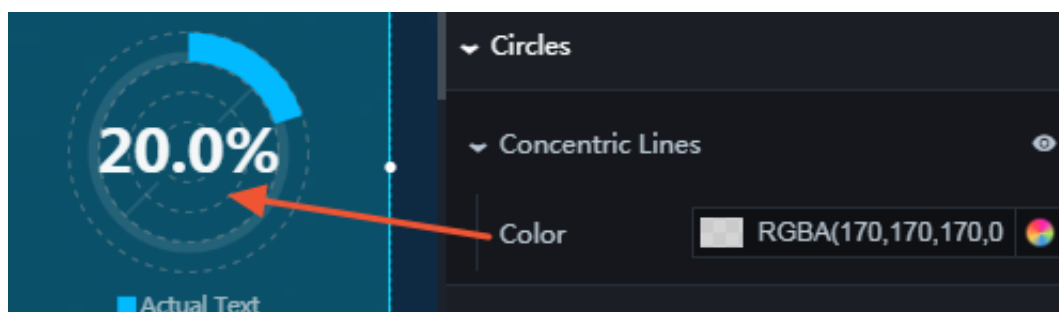 20.0%
Actual Text
Circles
Concentric Lines
Color
RGBA(170,170,170,0